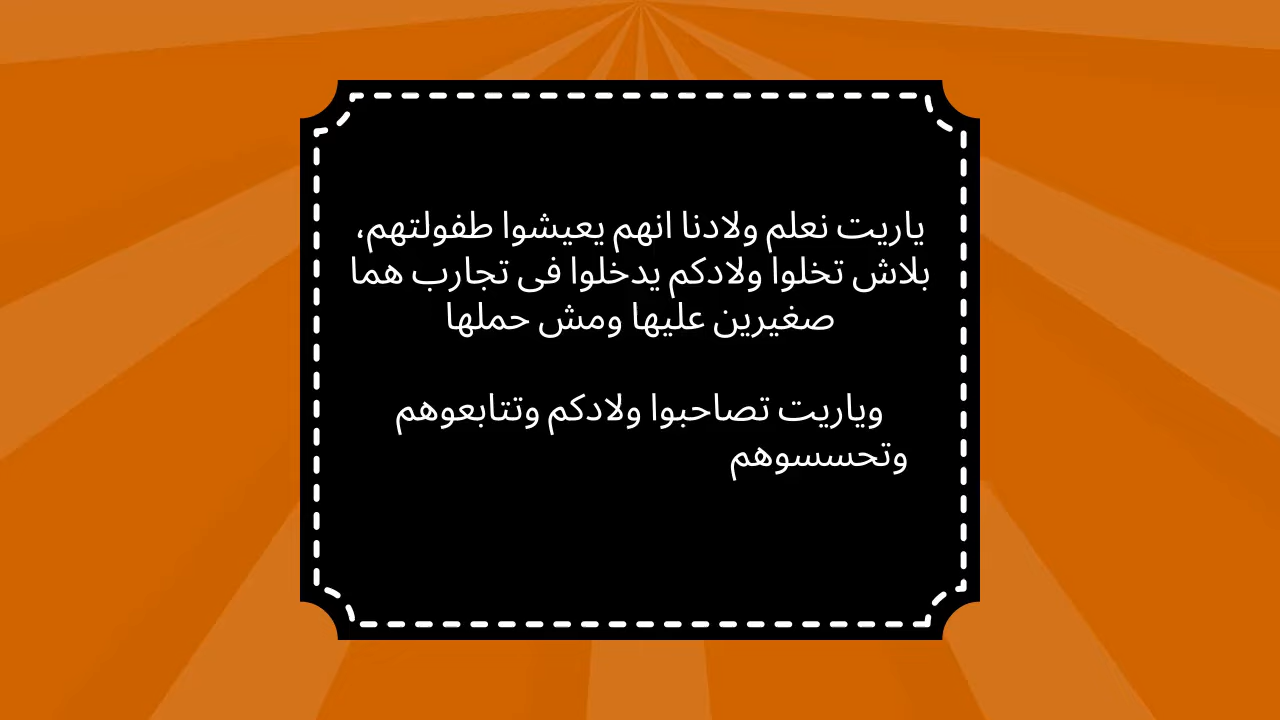 ياريت نعلم ولادنا انهم يعيشوا طفولتهم،
بلاش تخلوا ولادكم يدخلوا فى تجارب هما
صغيرين عليها ومش حملها
وياريت تصاحبوا ولادكم وتتابعوهم
وتحسسوهم